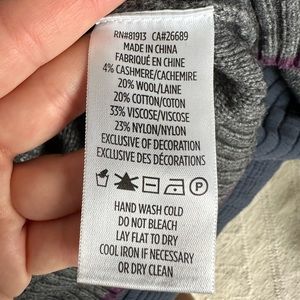 RN#81913 CA#26689
MADE IN CHINA
FABRIQUÉ EN CHINE
4% CASHMERE/CACHEMIRE
20% WOOL/LAINE
20% COTTON/COTON
33% VISCOSE/VISCOSE
23% NYLON/NYLON
EXCLUSIVE OF DECORATIONS
EXCLUSIVE DES DÉCORATIONS
P
HAND WASH COLD
DO NOT BLEACH
LAY FLAT TO DRY
COOL IRON IF NECESSARY
OR DRY CLEAN